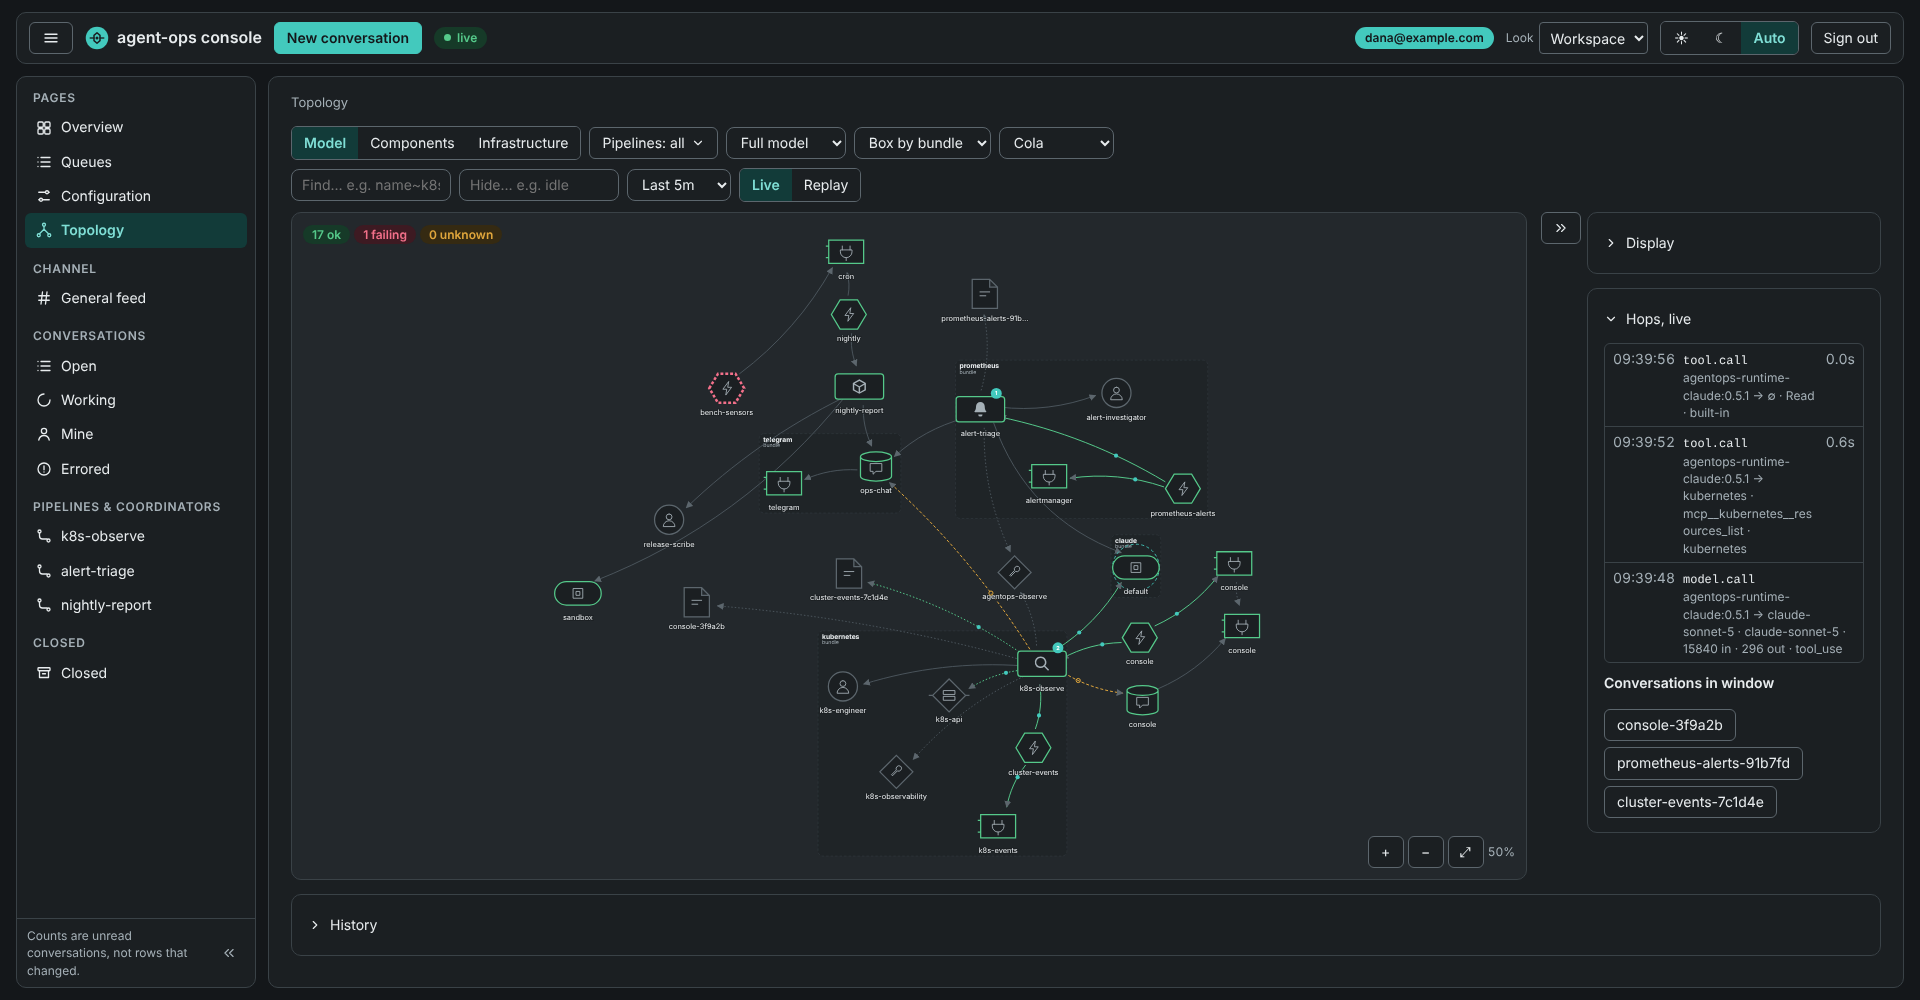 agent-ops console
New conversation
live
dana@example.com
Look
Workspace
Auto
Sign out
PAGES
Overview
Queues
Configuration
Topology
CHANNEL
General feed
CONVERSATIONS
Open
Working
Mine
Errored
PIPELINES & COORDINATORS
k8s-observe
alert-triage
nightly-report
CLOSED
Closed
Counts are unread
conversations, not rows that
changed.
Topology
Model
Components
Infrastructure
Pipelines: all
Full model
Box by bundle
Cola
Find... e.g. name~k8s
Hide... e.g. idle
Last 5m
Live
Replay
17 ok
1 failing
0 unknown
cron
nightly
prometheus-alerts-91b...
bench-sensors
nightly-report
prometheus
bundle
1
alert-triage
alert-investigator
telegram
bundle
telegram
ops-chat
alertmanager
prometheus-alerts
release-scribe
sandbox
console-3f9a2b
cluster-events-7c1d4e
agentops-observe
claude
bundle
default
console
console
console
kubernetes
bundle
2
k8s-observe
k8s-engineer
k8s-api
console
cluster-events
k8s-observability
k8s-events
50%
Display
Hops, live
09:39:56 tool.call 0.0s
agentops-runtime-
claude:0.5.1 → ⌀ · Read
· built-in
09:39:52 tool.call 0.6s
agentops-runtime-
claude:0.5.1 →
kubernetes ·
mcp__kubernetes__res
ources_list ·
kubernetes
09:39:48 model.call
agentops-runtime-
claude:0.5.1 → claude-
sonnet-5 · claude-sonnet-5 ·
15840 in · 296 out · tool_use
Conversations in window
console-3f9a2b
prometheus-alerts-91b7fd
cluster-events-7c1d4e
History